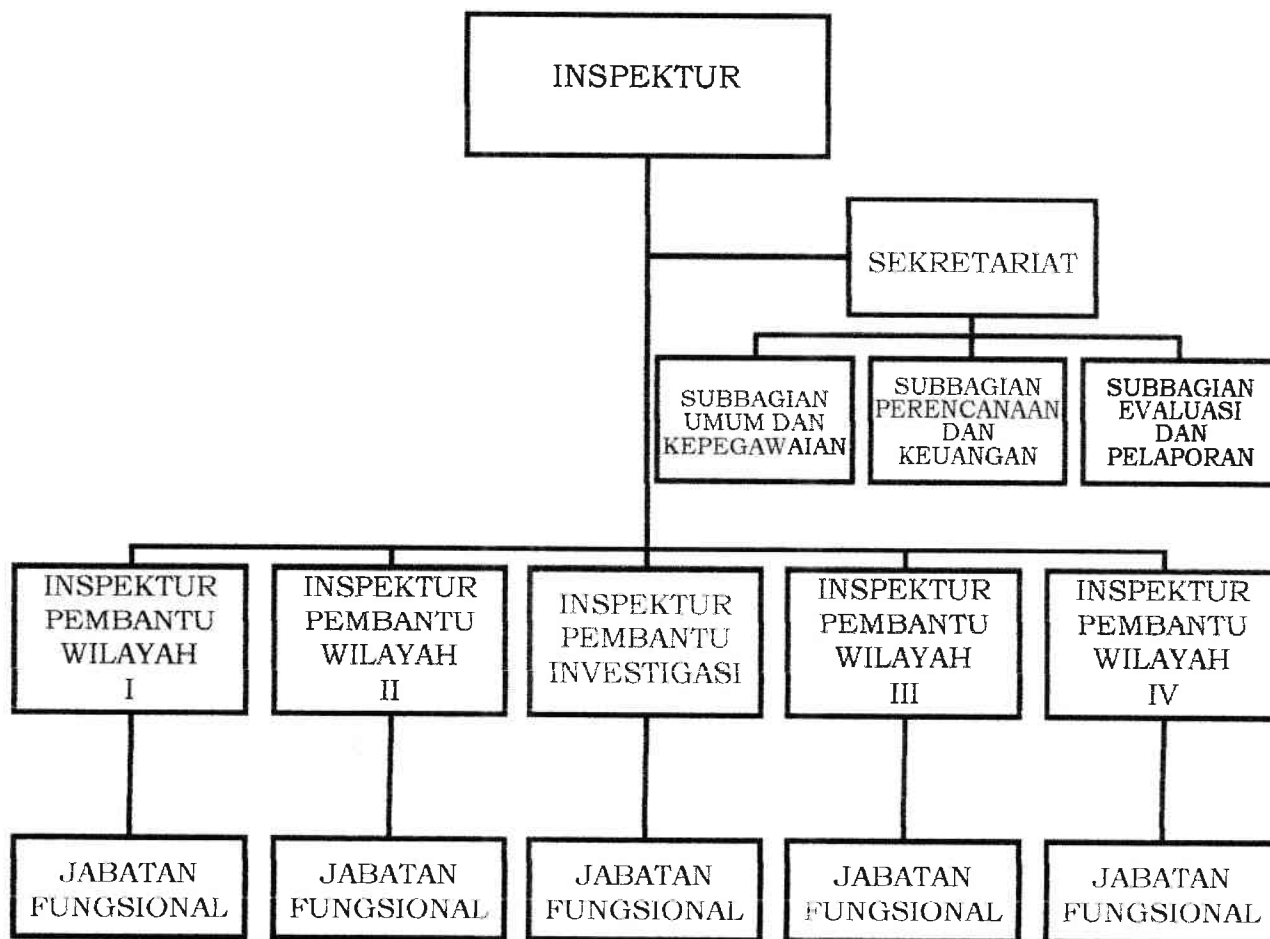 INSPEKTUR
SEKRETARIAT
SUBBAGIAN
UMUM DAN
KEPEGAWAIAN
SUBBAGIAN
PERENCANAAN
DAN
KEUANGAN
SUBBAGIAN
EVALUASI
DAN
PELAPORAN
INSPEKTUR
PEMBANTU
WILAYAH
I
INSPEKTUR
PEMBANTU
WILAYAH
II
INSPEKTUR
PEMBANTU
INVESTIGASI
INSPEKTUR
PEMBANTU
WILAYAH
III
INSPEKTUR
PEMBANTU
WILAYAH
IV
JABATAN
FUNGSIONAL
JABATAN
FUNGSIONAL
JABATAN
FUNGSIONAL
JABATAN
FUNGSIONAL
JABATAN
FUNGSIONAL